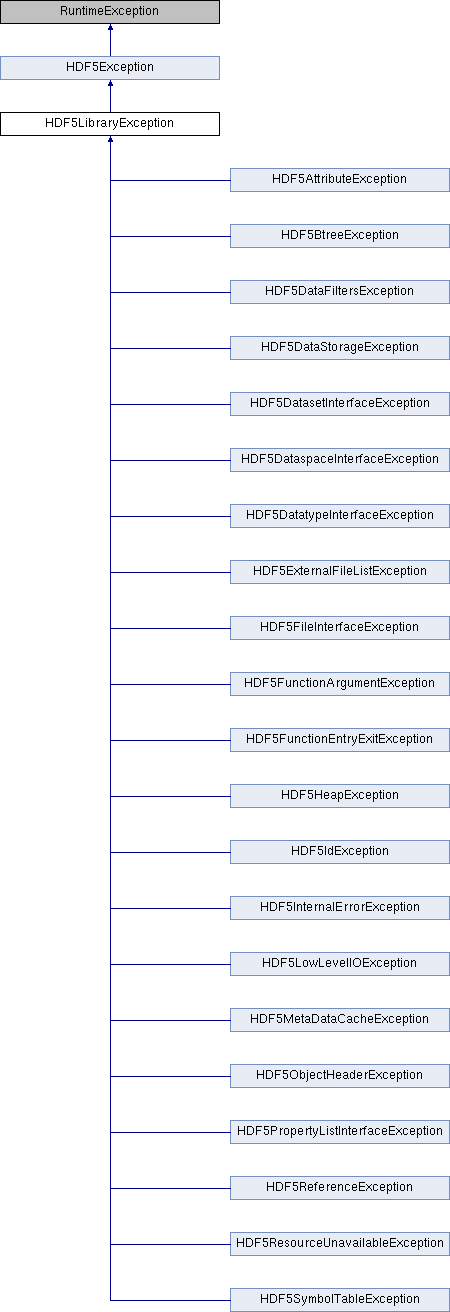 RuntimeException
HDF5Exception
HDF5LibraryException
HDF5AttributeException
HDF5BtreeException
HDF5DataFiltersException
HDF5DataStorageException
HDF5DatasetInterfaceException
HDF5DataspaceInterfaceException
HDF5DatatypeInterfaceException
HDF5ExternalFileListException
HDF5FileInterfaceException
HDF5FunctionArgumentException
HDF5FunctionEntryExitException
HDF5HeapException
HDF5IdException
HDF5InternalErrorException
HDF5LowLevelIOException
HDF5MetaDataCacheException
HDF5ObjectHeaderException
HDF5PropertyListInterfaceException
HDF5ReferenceException
HDF5ResourceUnavailableException
HDF5SymbolTableException